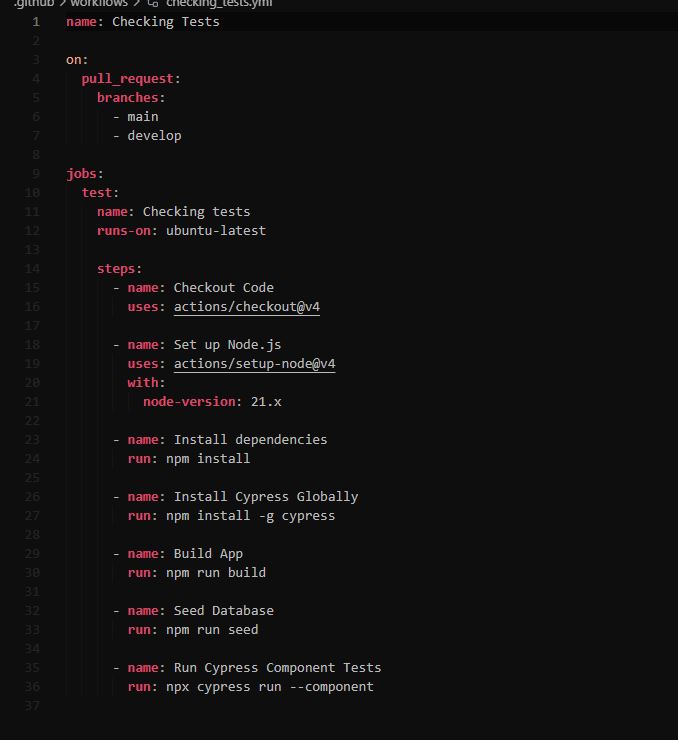 .github > workflows > checking_tests.yml
1 name: Checking Tests
2
3 on:
4 pull_request:
5 branches:
6 - main
7 - develop
8
9 jobs:
10 test:
11 name: Checking tests
12 runs-on: ubuntu-latest
13
14 steps:
15 - name: Checkout Code
16 uses: actions/checkout@v4
17
18 - name: Set up Node.js
19 uses: actions/setup-node@v4
20 with:
21 node-version: 21.x
22
23 - name: Install dependencies
24 run: npm install
25
26 - name: Install Cypress Globally
27 run: npm install -g cypress
28
29 - name: Build App
30 run: npm run build
31
32 - name: Seed Database
33 run: npm run seed
34
35 - name: Run Cypress Component Tests
36 run: npx cypress run --component
37